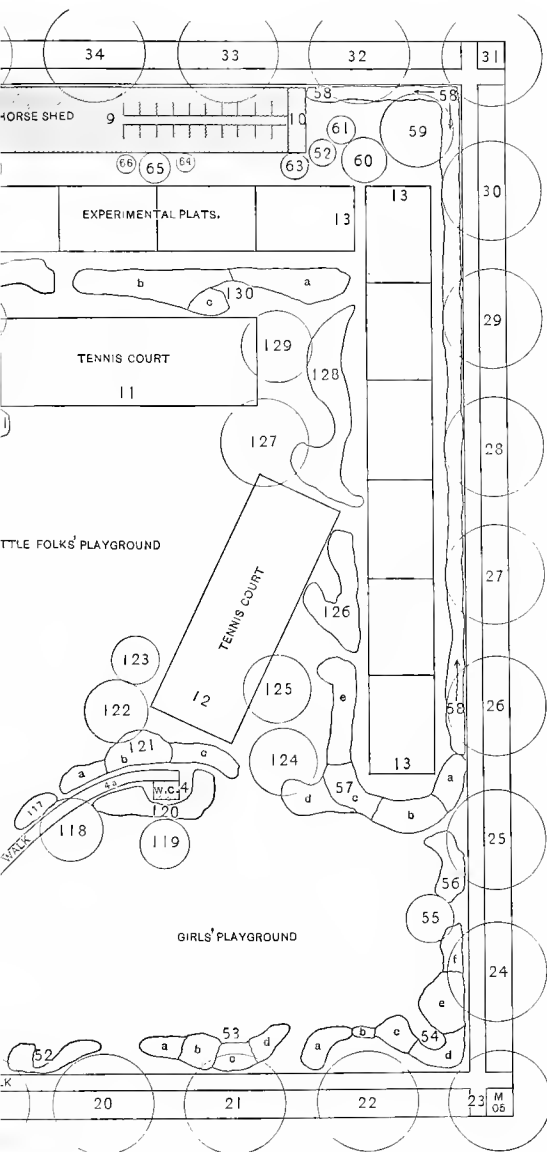 34 33 32 31
58 58
HORSE SHED 9 10
61 59
52
60
66 65 64 63
30
13 13
EXPERIMENTAL PLATS.
b a
c 130
29
129
TENNIS COURT
128
11
127 28
TTLE FOLKS' PLAYGROUND
27
TENNIS COURT
126
123
12 125 e
122 58 26
121
a b c 124 13
4a W.C. 4 57 a
117 d c b
120
118 119 25
WALK
56
55
GIRLS' PLAYGROUND
f
24
e
53 b c 54
52 a b c d a d
LK
20 21 22 23 M
05